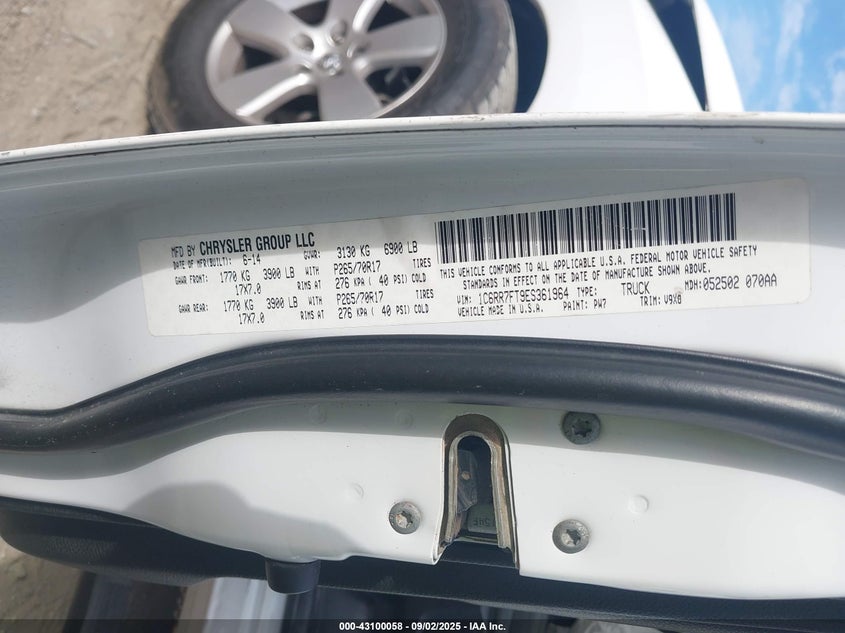 MFD BY CHRYSLER GROUP LLC
DATE OF MFR(BUILT): 6-14 GVWR: 3130 KG 6900 LB
GAWR FRONT: 1770 KG 3900 LB WITH P265/70R17 TIRES
17X7.0 RIMS AT 276 KPA ( 40 PSI) COLD
GAWR REAR: 1770 KG 3900 LB WITH P265/70R17 TIRES
17X7.0 RIMS AT 276 KPA ( 40 PSI) COLD
THIS VEHICLE CONFORMS TO ALL APPLICABLE U.S.A. FEDERAL MOTOR VEHICLE SAFETY
STANDARDS IN EFFECT ON THE DATE OF MANUFACTURE SHOWN ABOVE.
VIN: 1C6RR7FT9ES361964 TYPE: TRUCK MDH:052502 070AA
VEHICLE MADE IN U.S.A. PAINT: PW7 TRIM: V9X8
000-43100058 - 09/02/2025 - IAA Inc.